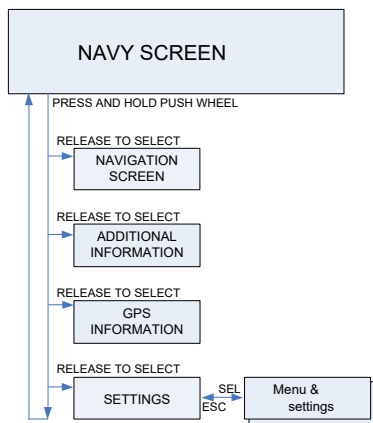 NAVY SCREEN
PRESS AND HOLD PUSH WHEEL
RELEASE TO SELECT
NAVIGATION
SCREEN
RELEASE TO SELECT
ADDITIONAL
INFORMATION
RELEASE TO SELECT
GPS
INFORMATION
RELEASE TO SELECT
SETTINGS
SEL
ESC
Menu &
settings